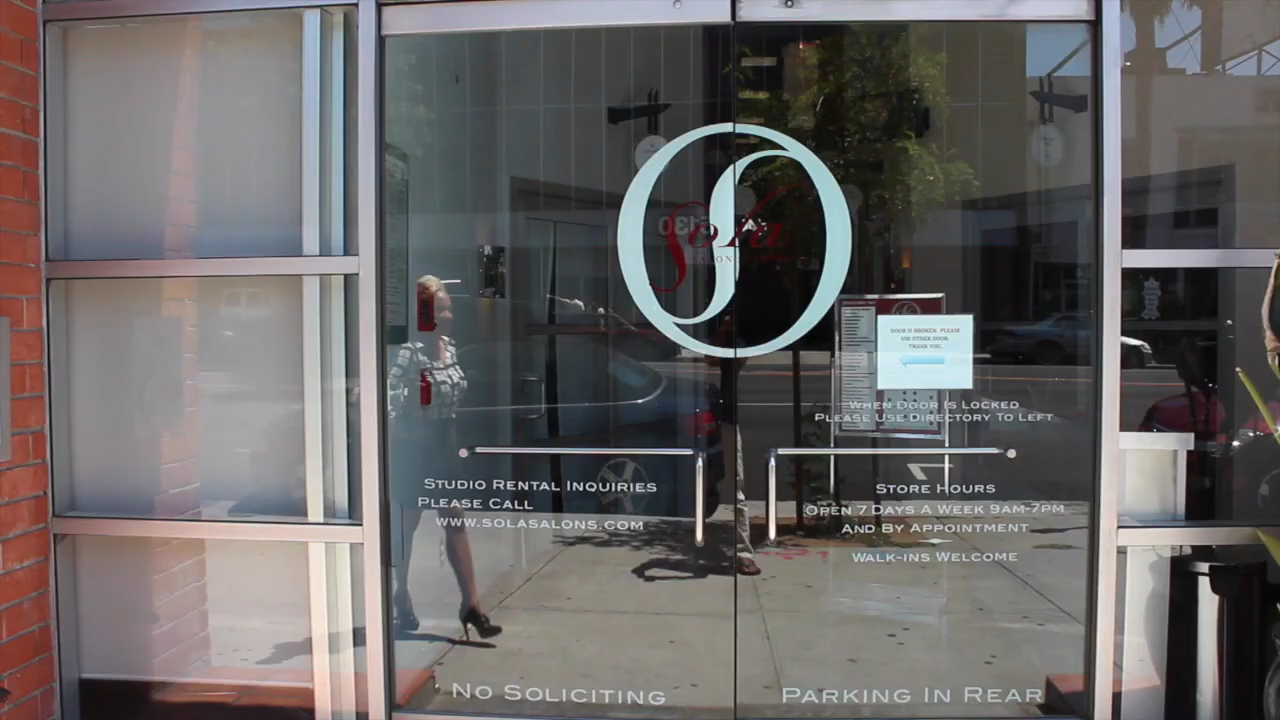 Sola
SALON
DOOR IS BROKEN. PLEASE
USE OTHER DOOR.
THANK YOU.
WHEN DOOR IS LOCKED
PLEASE USE DIRECTORY TO LEFT
STUDIO RENTAL INQUIRIES
PLEASE CALL
WWW.SOLASALONS.COM
STORE HOURS
OPEN 7 DAYS A WEEK 9AM-7PM
AND BY APPOINTMENT
WALK-INS WELCOME
NO SOLICITING
PARKING IN REAR